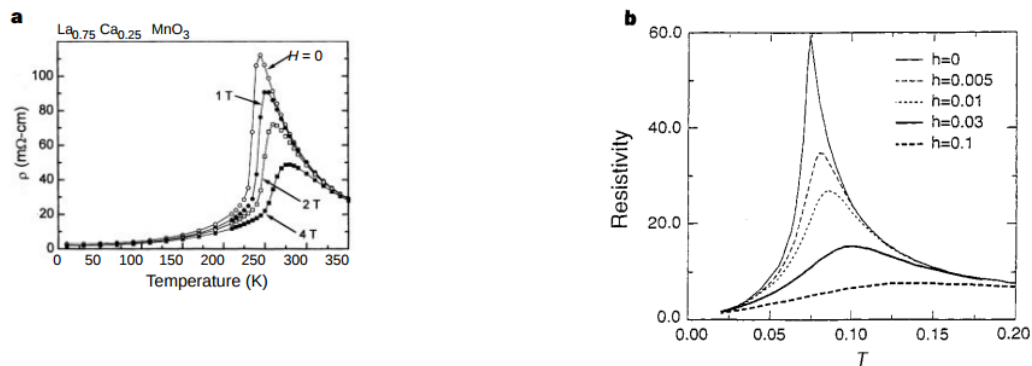 a
La0.75 Ca0.25 MnO3
H = 0
1 T
2 T
4 T
ρ (mΩ-cm)
100
80
60
40
20
0
0 50 100 150 200 250 300 350
Temperature (K)
b
60.0
40.0
20.0
0.0
Resistivity
h=0
h=0.005
h=0.01
h=0.03
h=0.1
0.00 0.05 0.10 0.15 0.20
T